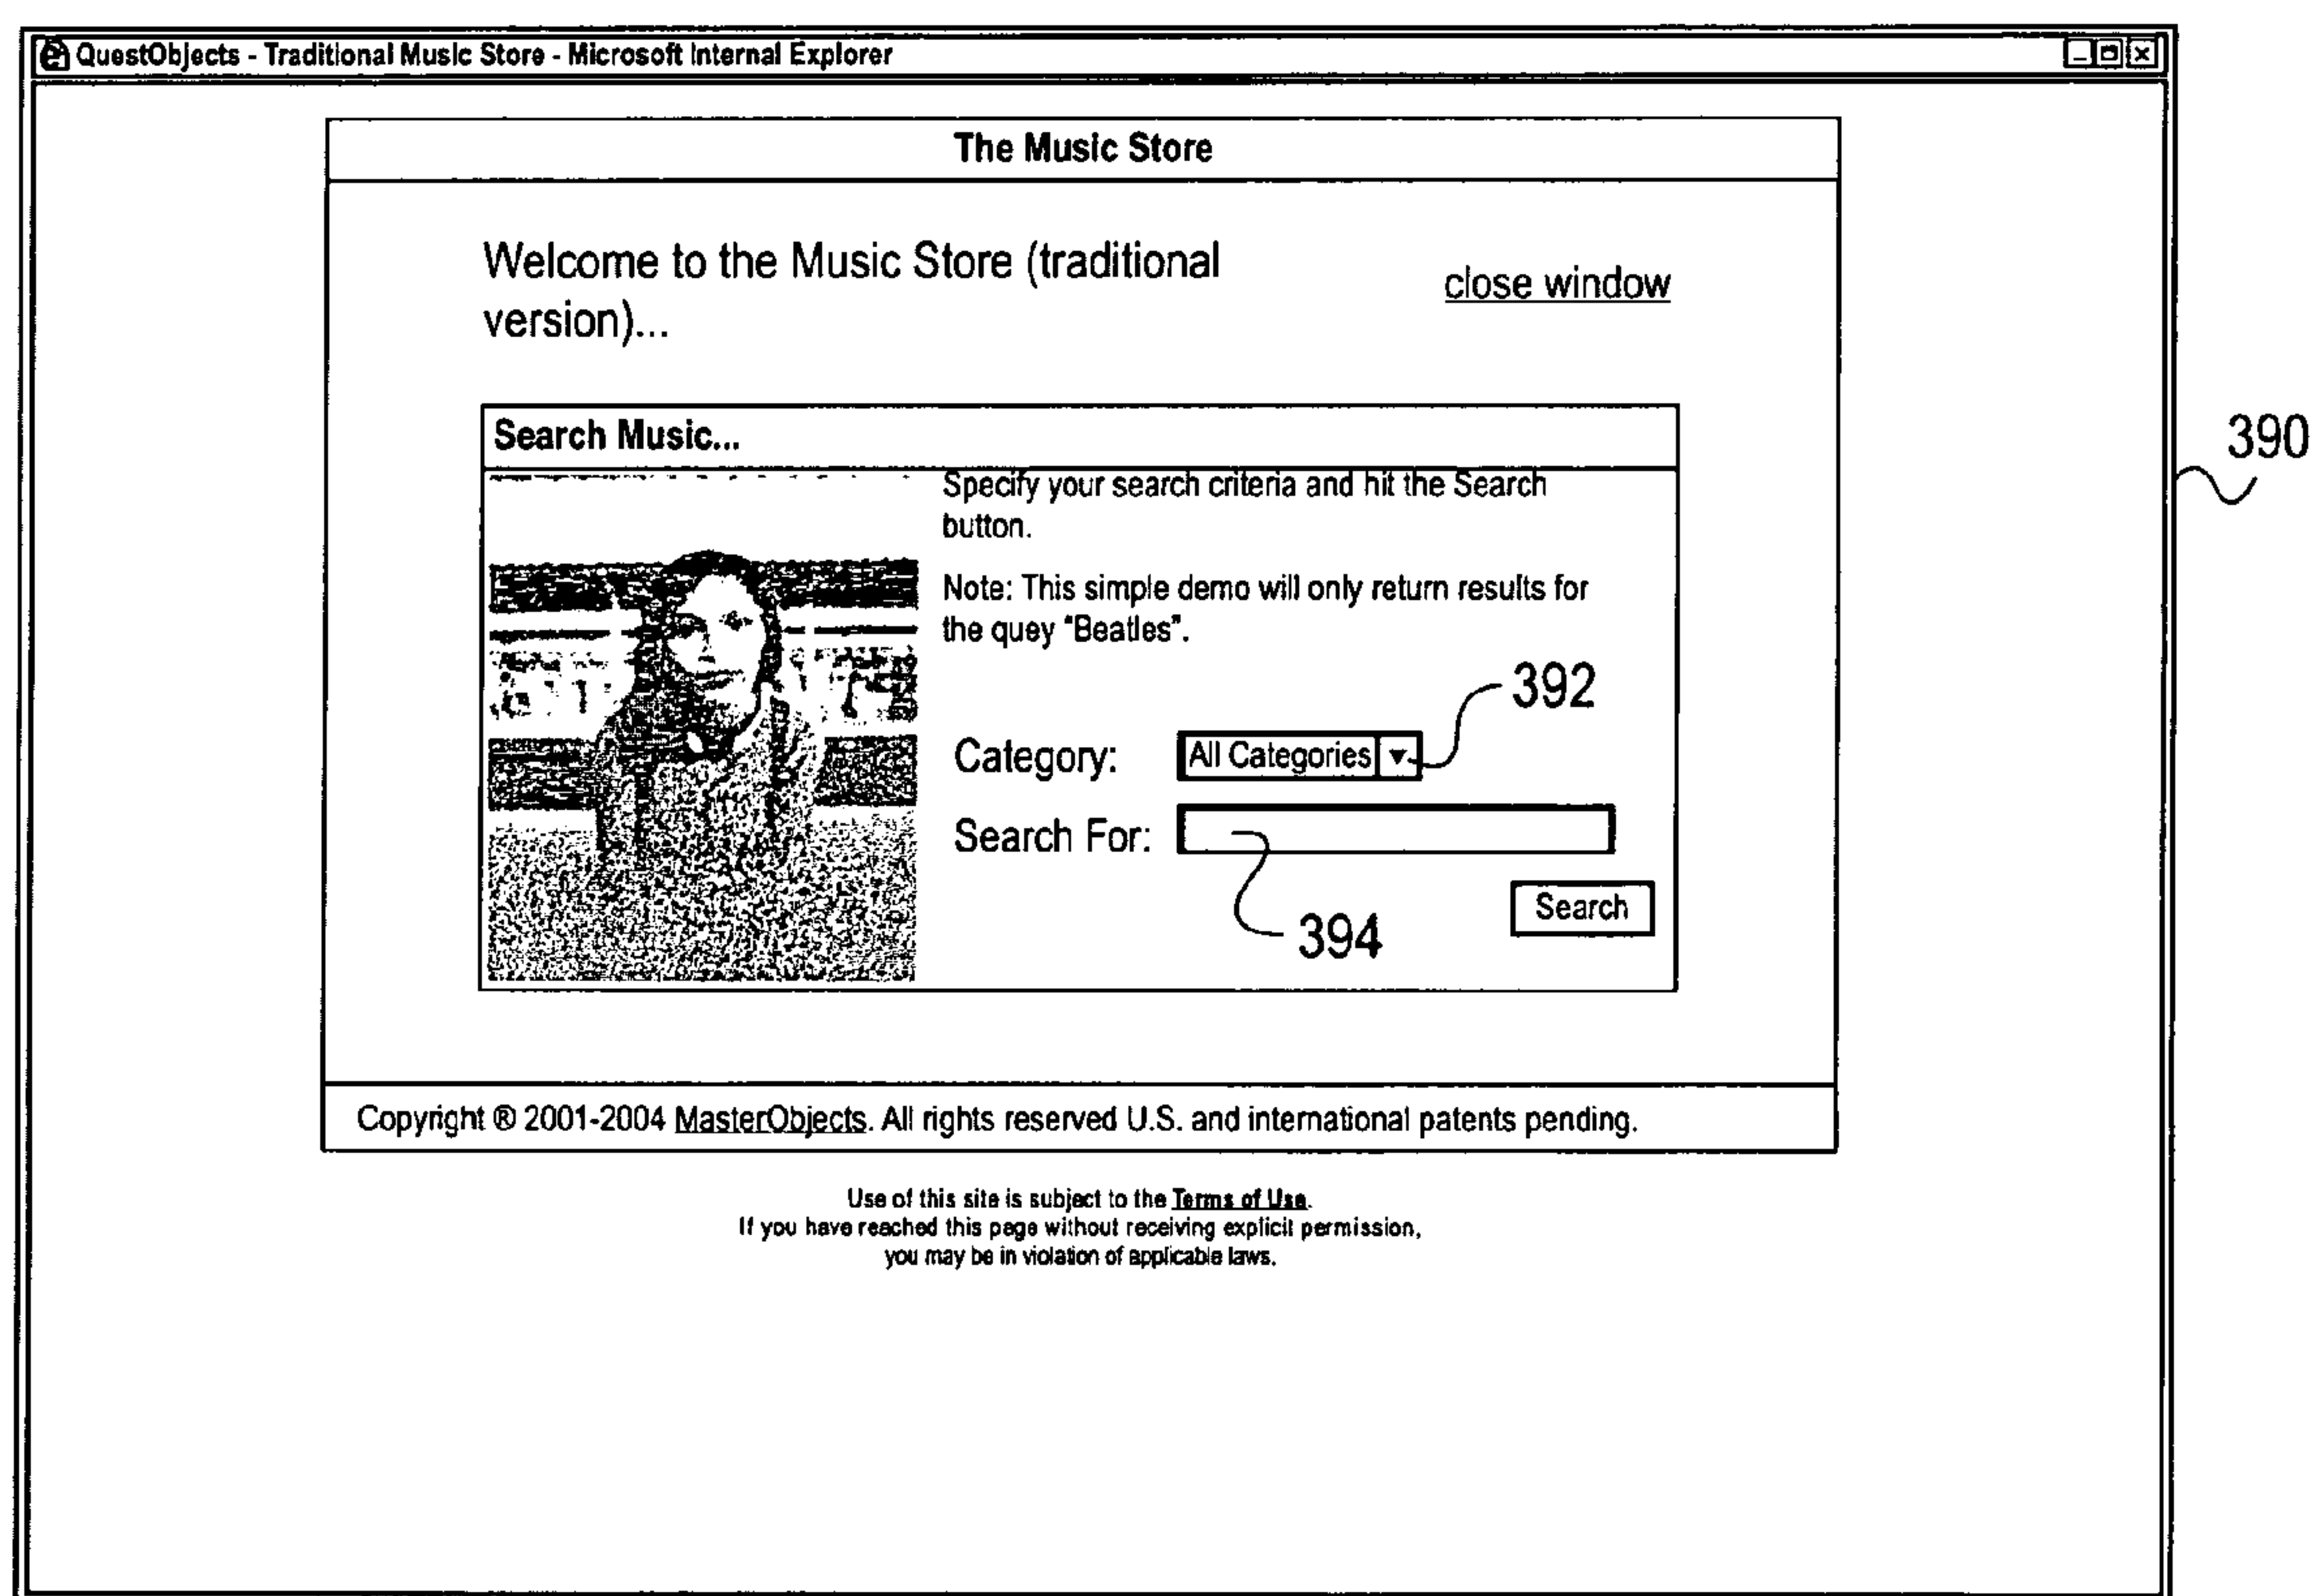 QuestObjects - Traditional Music Store - Microsoft Internal Explorer
The Music Store
Welcome to the Music Store (traditional
version)...
close window
390
Search Music...
Specify your search criteria and hit the Search
button.
Note: This simple demo will only return results for
the quey "Beatles".
392
Category: All Categories
Search For:
394
Search
Copyright ® 2001-2004 MasterObjects. All rights reserved U.S. and international patents pending.
Use of this site is subject to the Terms of Use.
If you have reached this page without receiving explicit permission,
you may be in violation of applicable laws.